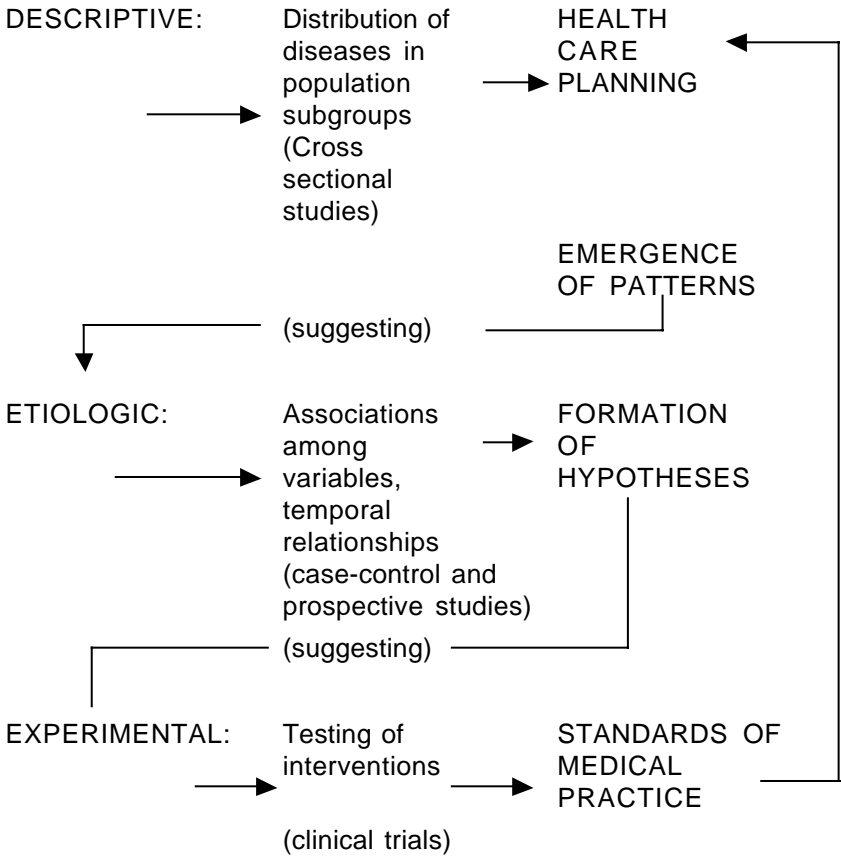 DESCRIPTIVE:
Distribution of
diseases in
population
subgroups
(Cross
sectional
studies)
HEALTH
CARE
PLANNING
EMERGENCE
OF PATTERNS
(suggesting)
ETIOLOGIC:
Associations
among
variables,
temporal
relationships
(case-control and
prospective studies)
FORMATION
OF
HYPOTHESES
(suggesting)
EXPERIMENTAL:
Testing of
interventions
(clinical trials)
STANDARDS OF
MEDICAL
PRACTICE